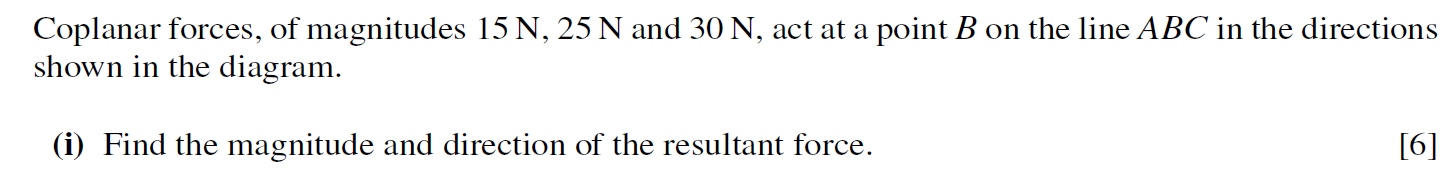 Coplanar forces, of magnitudes 15 N, 25 N and 30 N, act at a point B on the line ABC in the directions
shown in the diagram.
(i) Find the magnitude and direction of the resultant force. [6]